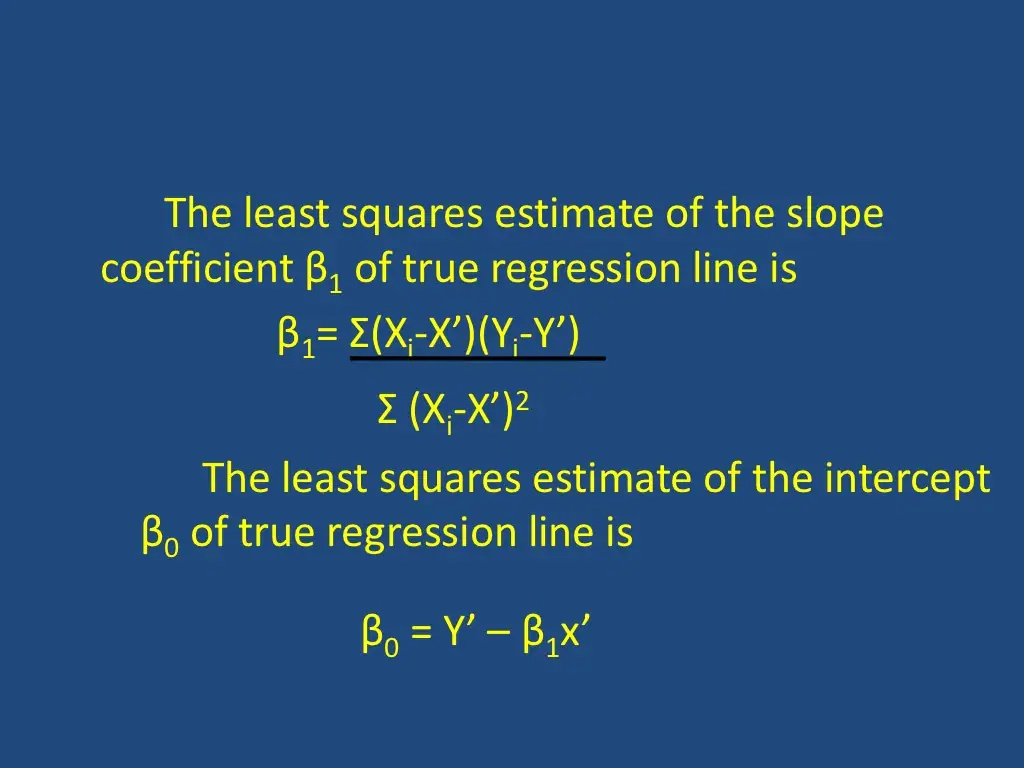 The least squares estimate of the slope
coefficient β₁ of true regression line is
β₁= Σ(Xᵢ-X’)(Yᵢ-Y’)
Σ (Xᵢ-X’)²
The least squares estimate of the intercept
β₀ of true regression line is
β₀ = Y’ – β₁x’